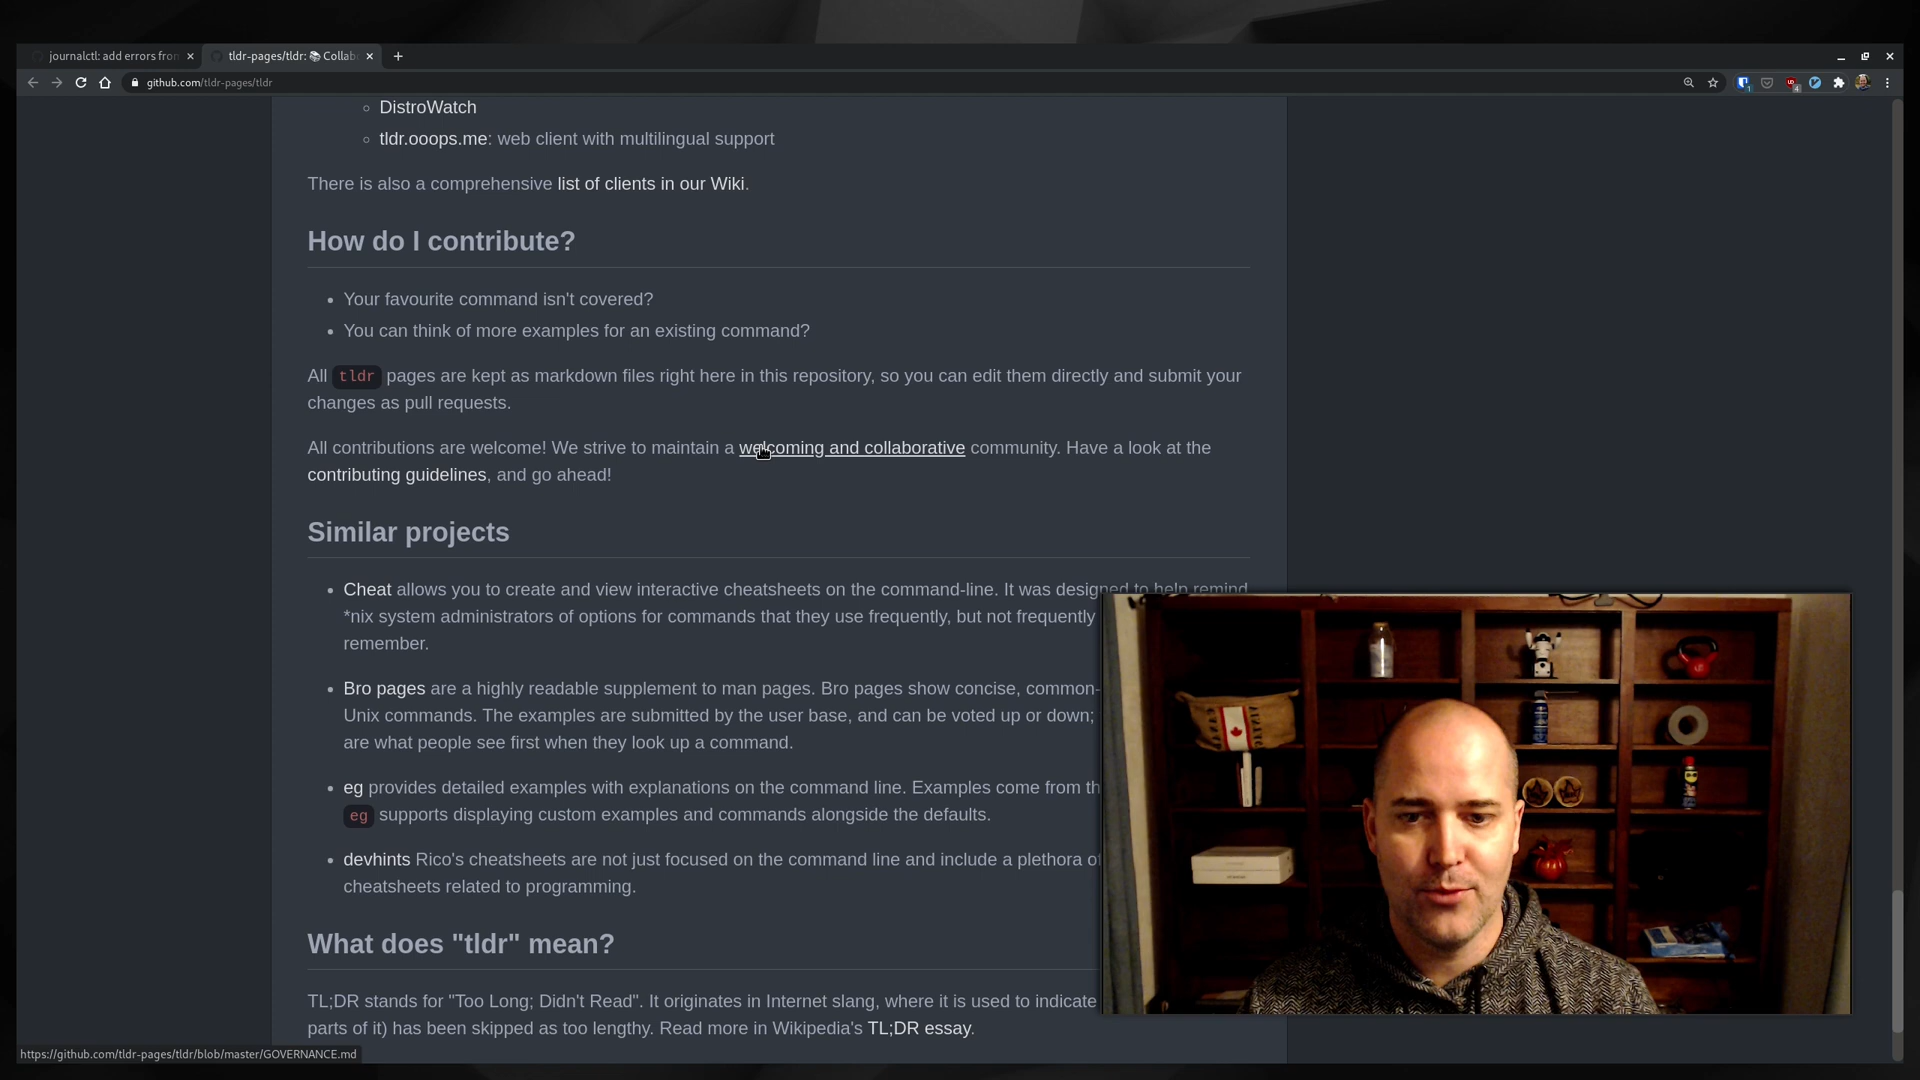 journalctl: add errors from
tldr-pages/tldr: 📚 Collab
github.com/tldr-pages/tldr
DistroWatch
tldr.ooops.me: web client with multilingual support
There is also a comprehensive list of clients in our Wiki.
How do I contribute?
Your favourite command isn't covered?
You can think of more examples for an existing command?
All tldr pages are kept as markdown files right here in this repository, so you can edit them directly and submit your
changes as pull requests.
All contributions are welcome! We strive to maintain a welcoming and collaborative community. Have a look at the
contributing guidelines, and go ahead!
Similar projects
Cheat allows you to create and view interactive cheatsheets on the command-line. It was designed to help remind
*nix system administrators of options for commands that they use frequently, but not frequently
remember.
Bro pages are a highly readable supplement to man pages. Bro pages show concise, common-
Unix commands. The examples are submitted by the user base, and can be voted up or down;
are what people see first when they look up a command.
eg provides detailed examples with explanations on the command line. Examples come from th
eg supports displaying custom examples and commands alongside the defaults.
devhints Rico's cheatsheets are not just focused on the command line and include a plethora of
cheatsheets related to programming.
What does "tldr" mean?
TL;DR stands for "Too Long; Didn't Read". It originates in Internet slang, where it is used to indicate
parts of it) has been skipped as too lengthy. Read more in Wikipedia's TL;DR essay.
https://github.com/tldr-pages/tldr/blob/master/GOVERNANCE.md